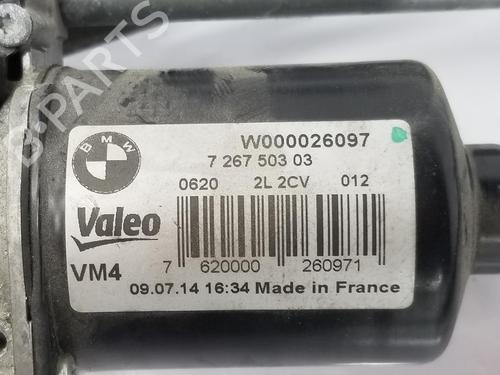 B-PARTS
BMW
W000026097
7 267 503 03
0620 2L 2CV 012
Valeo
VM4
7 620000 260971
09.07.14 16:34 Made in France